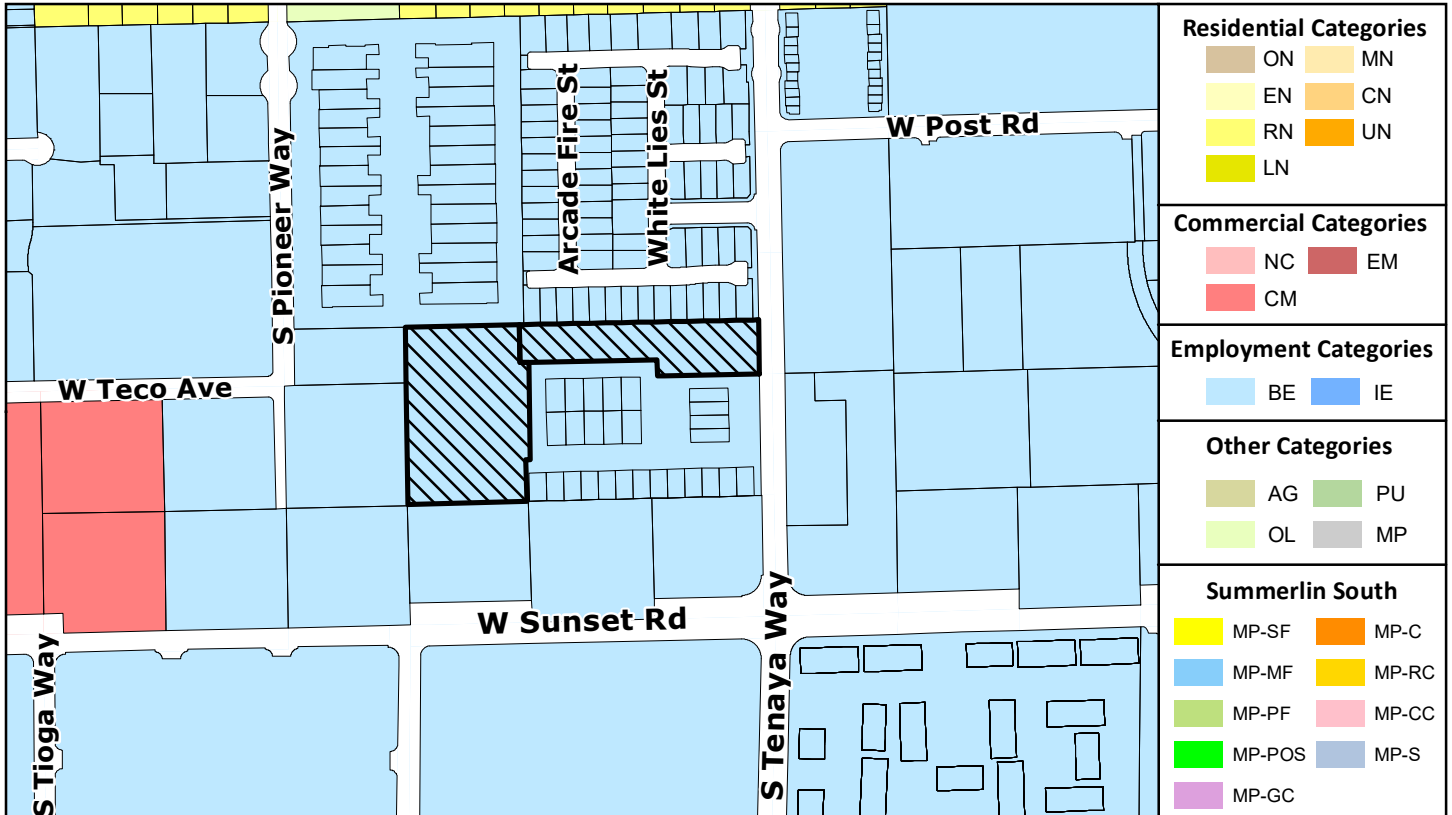 W Post Rd
Arcade Fire St
White Lies St
S Pioneer Way
W Teco Ave
W Sunset Rd
S Tenaya Way
S Tioga Way
Residential Categories
ON MN
EN CN
RN UN
LN
Commercial Categories
NC EM
CM
Employment Categories
BE IE
Other Categories
AG PU
OL MP
Summerlin South
MP-SF MP-C
MP-MF MP-RC
MP-PF MP-CC
MP-POS MP-S
MP-GC